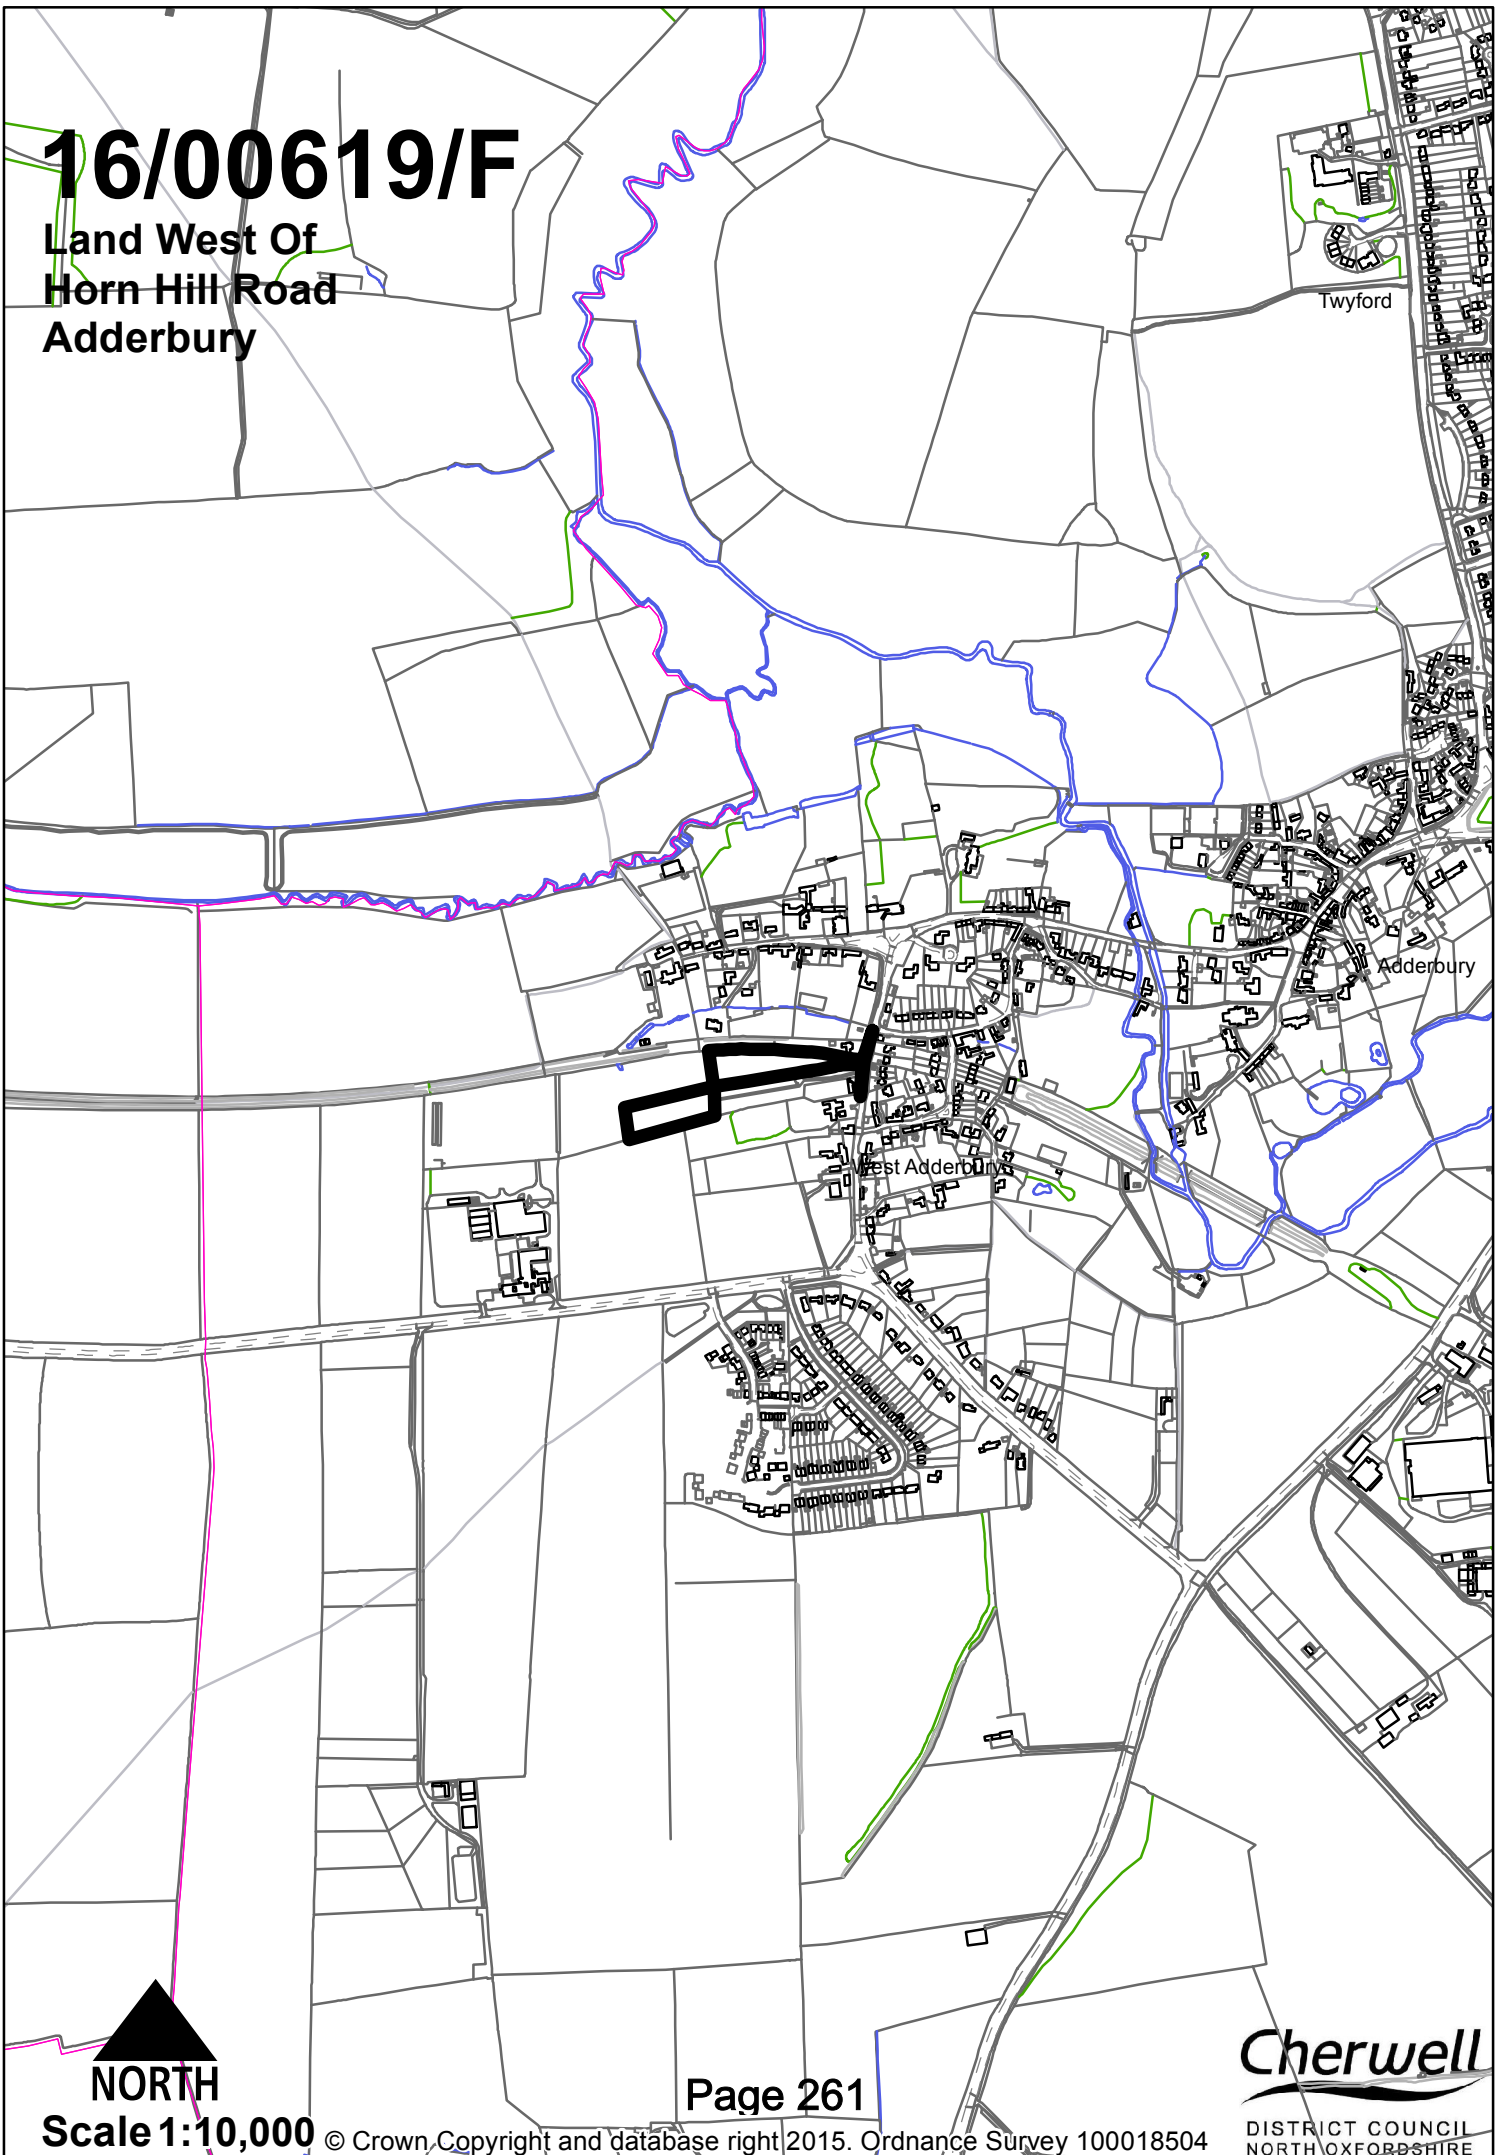 16/00619/F
Land West Of
Horn Hill Road
Adderbury
Twyford
Adderbury
West Adderbury
NORTH
Scale 1:10,000
Page 261
© Crown Copyright and database right 2015. Ordnance Survey 100018504
Cherwell
DISTRICT COUNCIL
NORTH OXFORDSHIRE